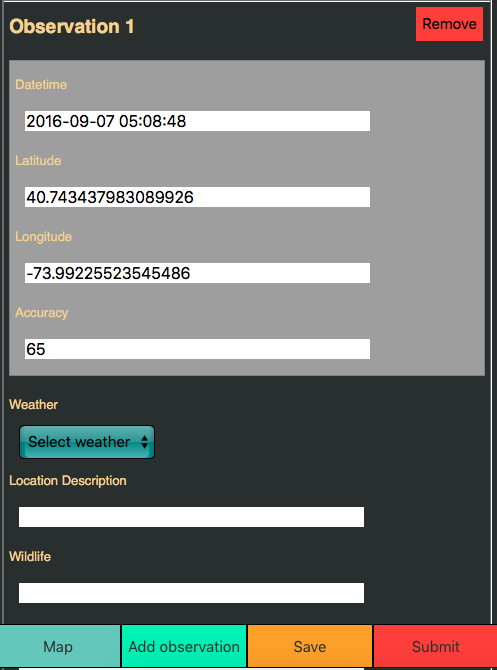 Observation 1
Remove
Datetime
2016-09-07 05:08:48
Latitude
40.743437983089926
Longitude
-73.99225523545486
Accuracy
65
Weather
Select weather
Location Description
Wildlife
Map
Add observation
Save
Submit